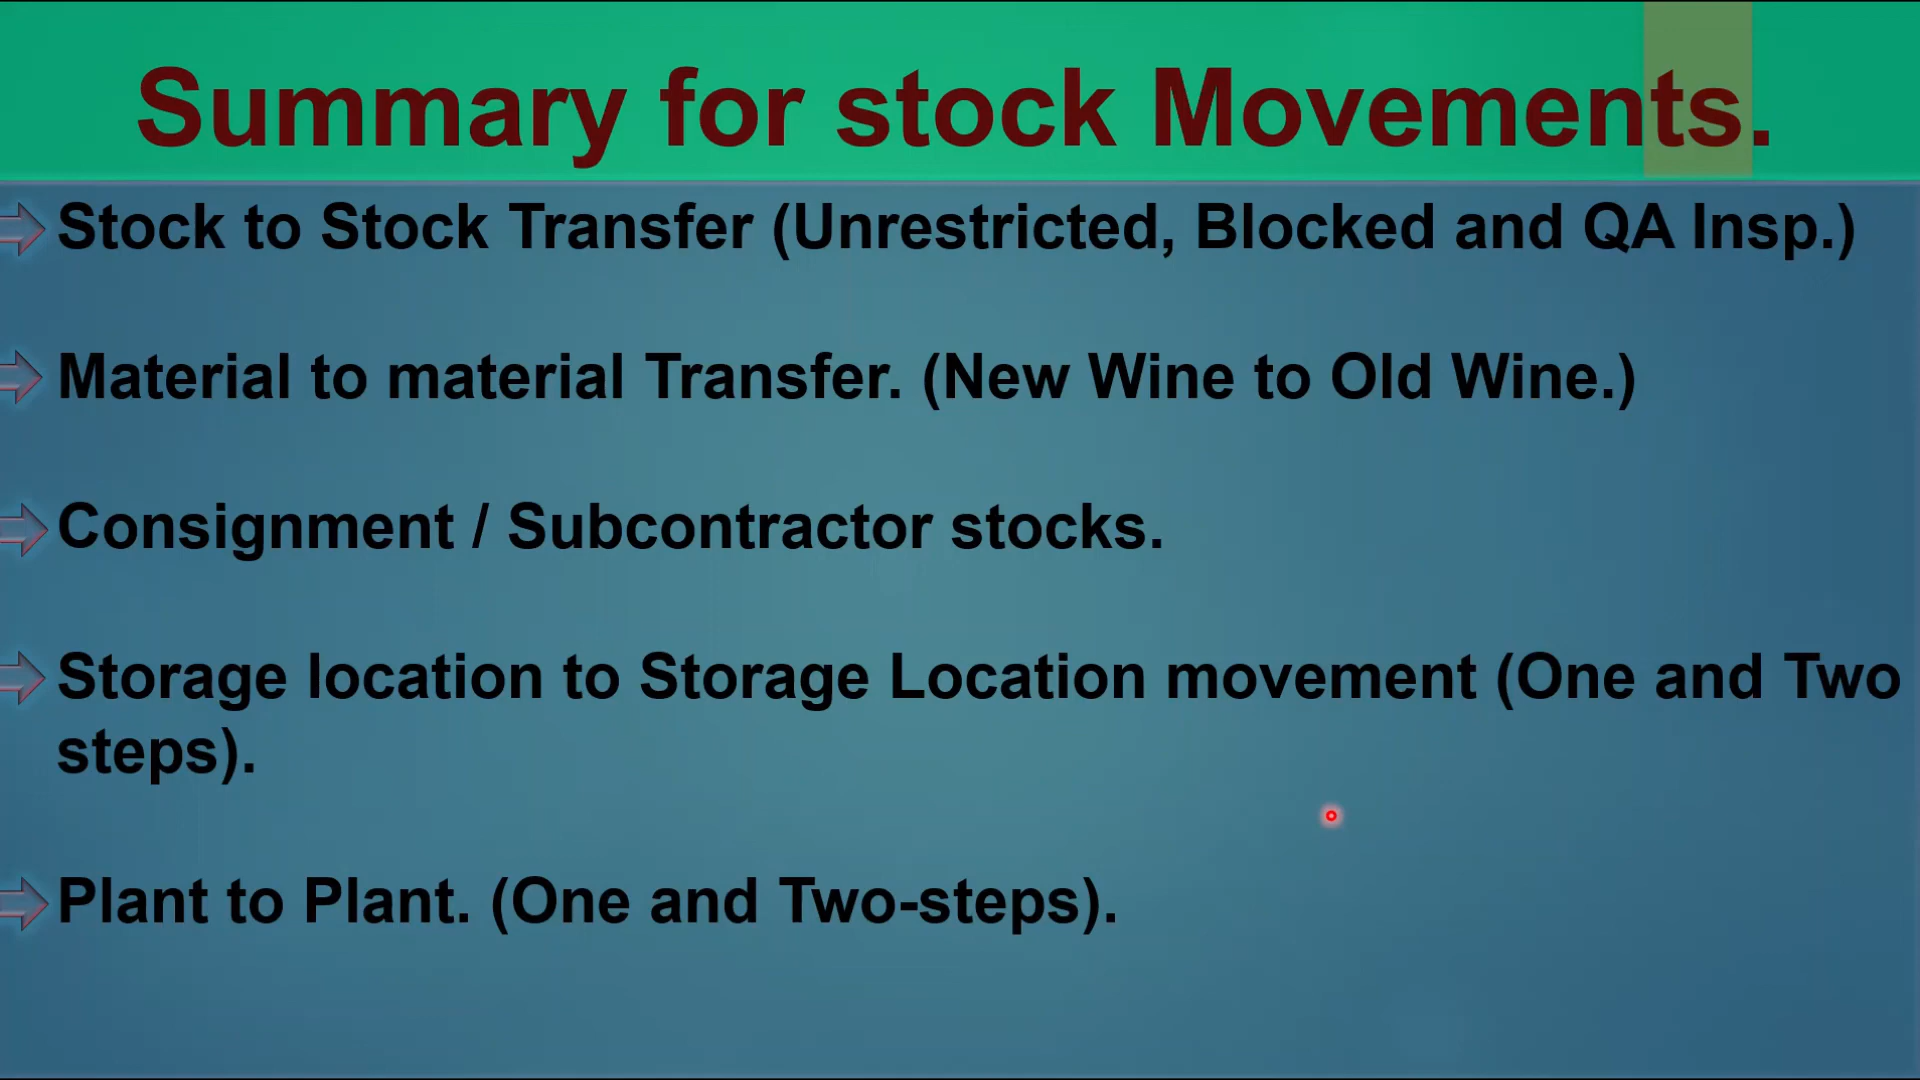 Summary for stock Movements.
Stock to Stock Transfer (Unrestricted, Blocked and QA Insp.)
Material to material Transfer. (New Wine to Old Wine.)
Consignment / Subcontractor stocks.
Storage location to Storage Location movement (One and Two
steps).
Plant to Plant. (One and Two-steps).